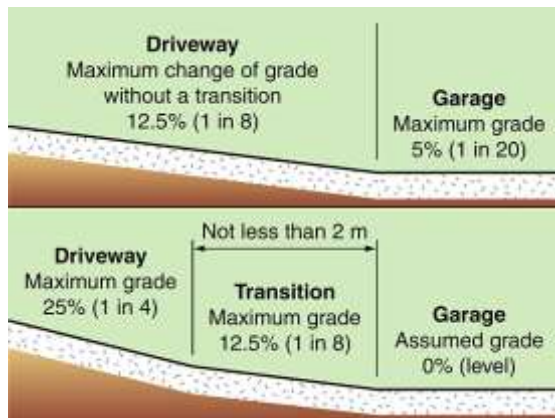 Driveway
Maximum change of grade
without a transition
12.5% (1 in 8)
Garage
Maximum grade
5% (1 in 20)
Not less than 2 m
Driveway
Maximum grade
25% (1 in 4)
Transition
Maximum grade
12.5% (1 in 8)
Garage
Assumed grade
0% (level)